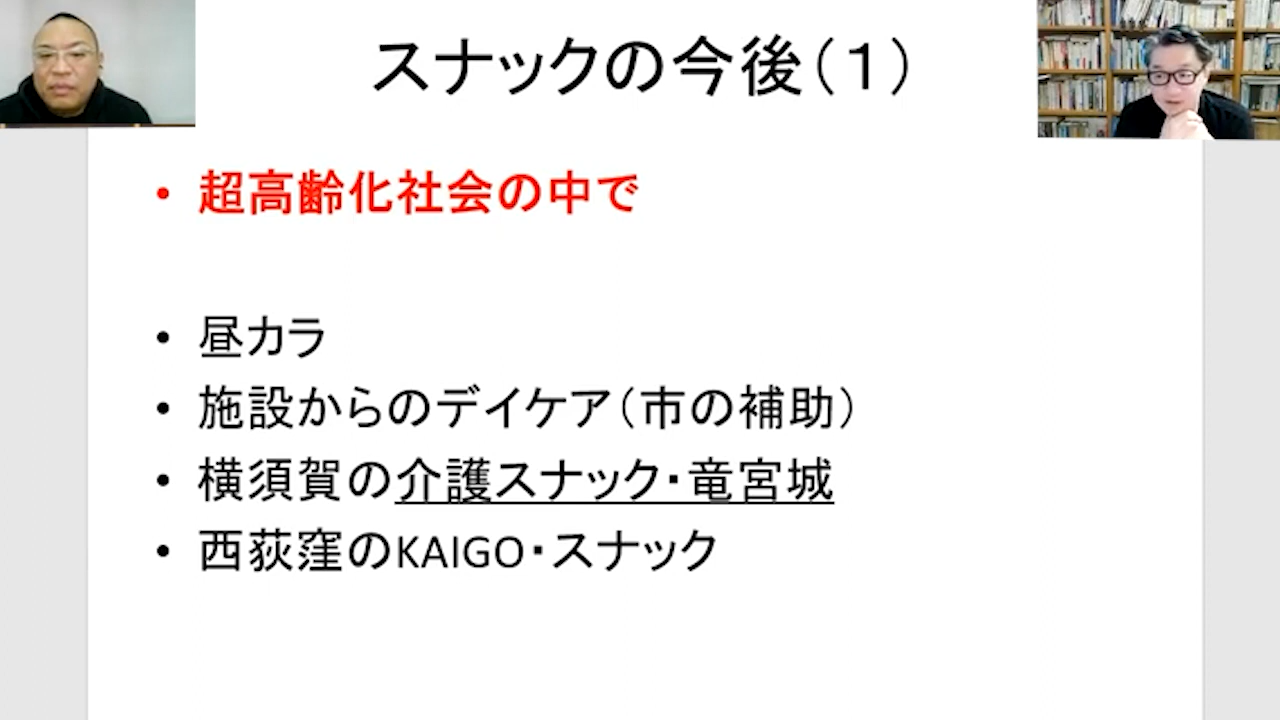 スナックの今後（１）
• 超高齢化社会の中で
• 昼カラ
• 施設からのデイケア（市の補助）
• 横須賀の介護スナック・竜宮城
• 西荻窪のKAIGO・スナック